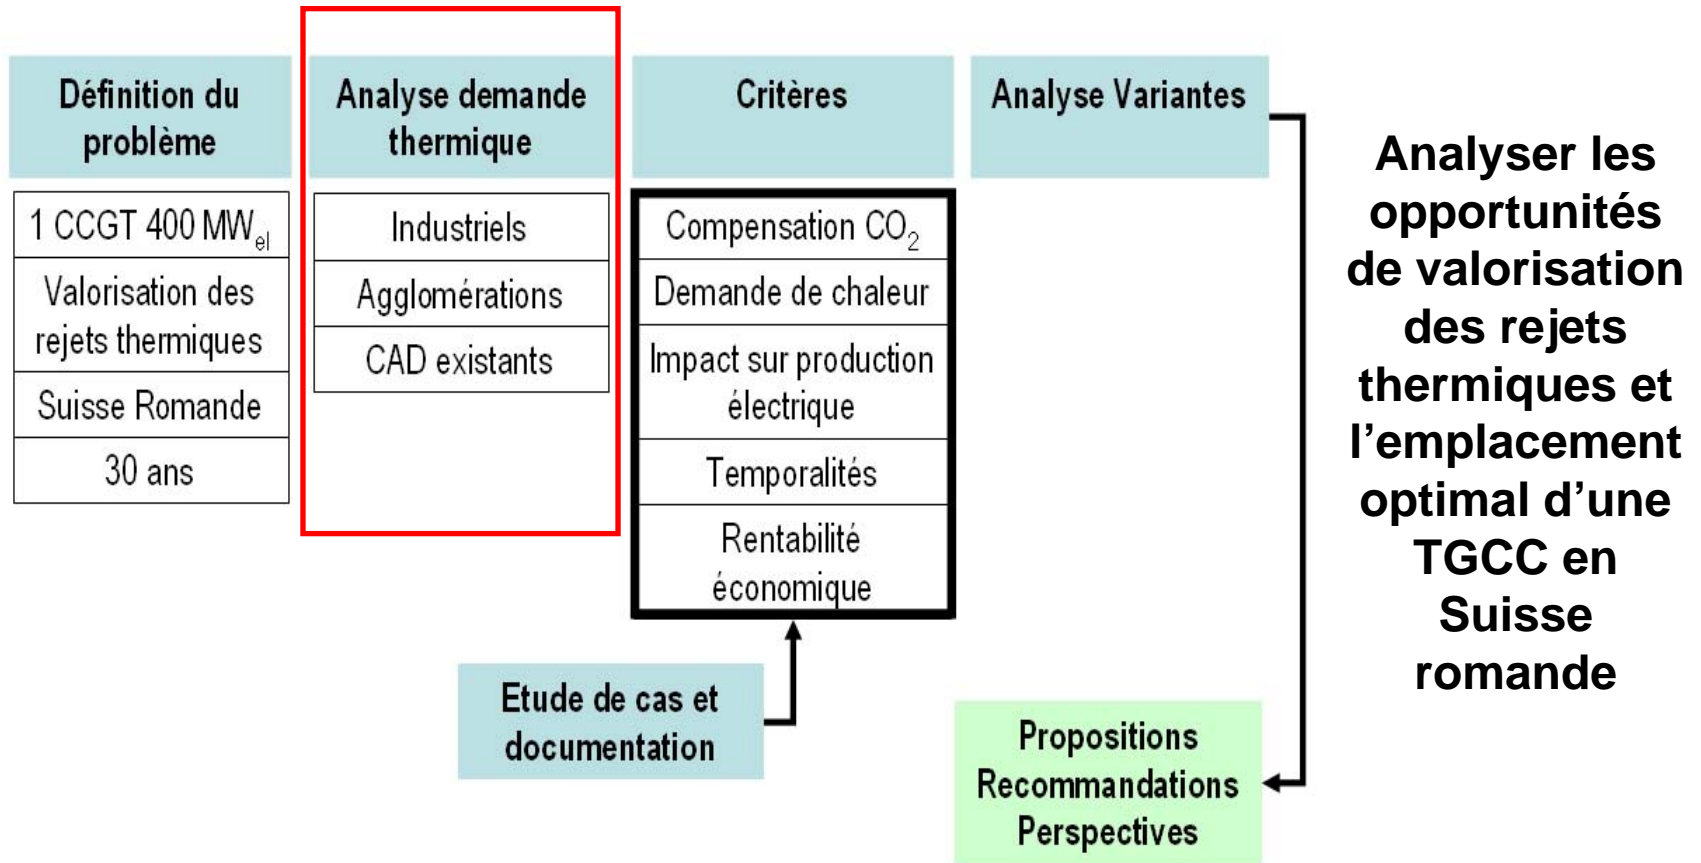 Définition du
problème
1 CCGT 400 MWel
Valorisation des
rejets thermiques
Suisse Romande
30 ans
Analyse demande
thermique
Industriels
Agglomérations
CAD existants
Critères
Compensation CO2
Demande de chaleur
Impact sur production
électrique
Temporalités
Rentabilité
économique
Analyse Variantes
Etude de cas et
documentation
Propositions
Recommandations
Perspectives
Analyser les
opportunités
de valorisation
des rejets
thermiques et
l’emplacement
optimal d’une
TGCC en
Suisse
romande